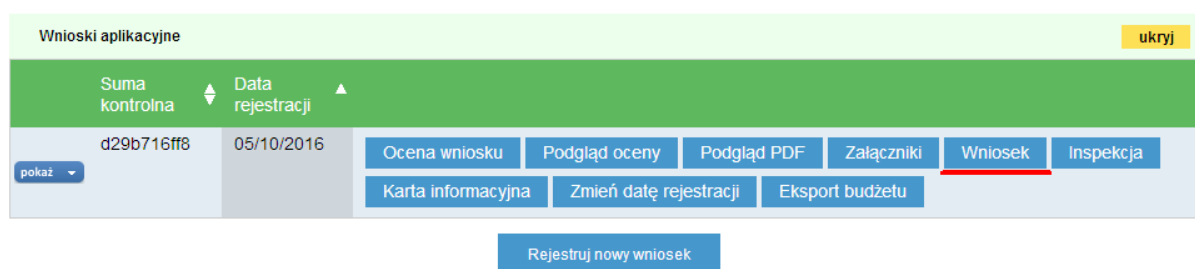 Wnioski aplikacyjne ukryj
Suma kontrolna Data rejestracji
pokaż d29b716ff8 05/10/2016 Ocena wniosku Podgląd oceny Podgląd PDF Załączniki Wniosek Inspekcja
Karta informacyjna Zmień datę rejestracji Eksport budżetu
Rejestruj nowy wniosek